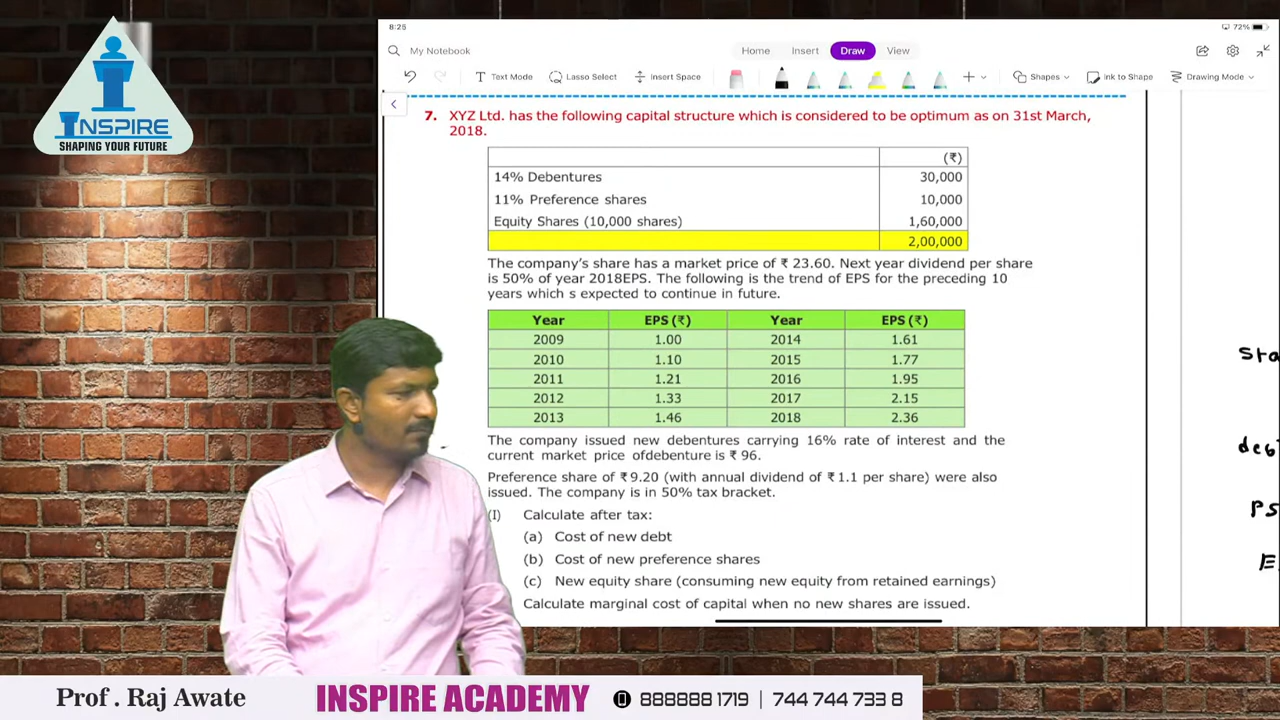 INSPIRE
SHAPING YOUR FUTURE
8:25
72%
My Notebook
Home Insert Draw View
Text Mode Lasso Select Insert Space Shapes Ink to Shape Drawing Mode
7. XYZ Ltd. has the following capital structure which is considered to be optimum as on 31st March,
2018.
(₹)
14% Debentures 30,000
11% Preference shares 10,000
Equity Shares (10,000 shares) 1,60,000
2,00,000
The company's share has a market price of ₹ 23.60. Next year dividend per share
is 50% of year 2018EPS. The following is the trend of EPS for the preceding 10
years which s expected to continue in future.
Year EPS (₹) Year EPS (₹)
2009 1.00 2014 1.61
2010 1.10 2015 1.77
2011 1.21 2016 1.95
2012 1.33 2017 2.15
2013 1.46 2018 2.36
The company issued new debentures carrying 16% rate of interest and the
current market price ofdebenture is ₹ 96.
Preference share of ₹ 9.20 (with annual dividend of ₹ 1.1 per share) were also
issued. The company is in 50% tax bracket.
(I) Calculate after tax:
(a) Cost of new debt
(b) Cost of new preference shares
(c) New equity share (consuming new equity from retained earnings)
Calculate marginal cost of capital when no new shares are issued.
Prof . Raj Awate INSPIRE ACADEMY 888888 1719 | 744 744 733 8